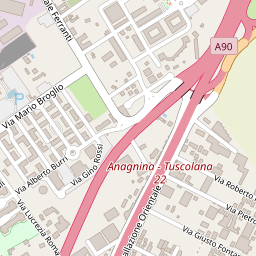 ale Ferranti
A90
Via Mario Broglio
Via Gino Rossi
Via Alberto Burri
Anagnina - Tuscolana
22
Via Lucrezia Roma
allazione Orientale
Via Roberto
Via Pietro
Via Giusto Fontan